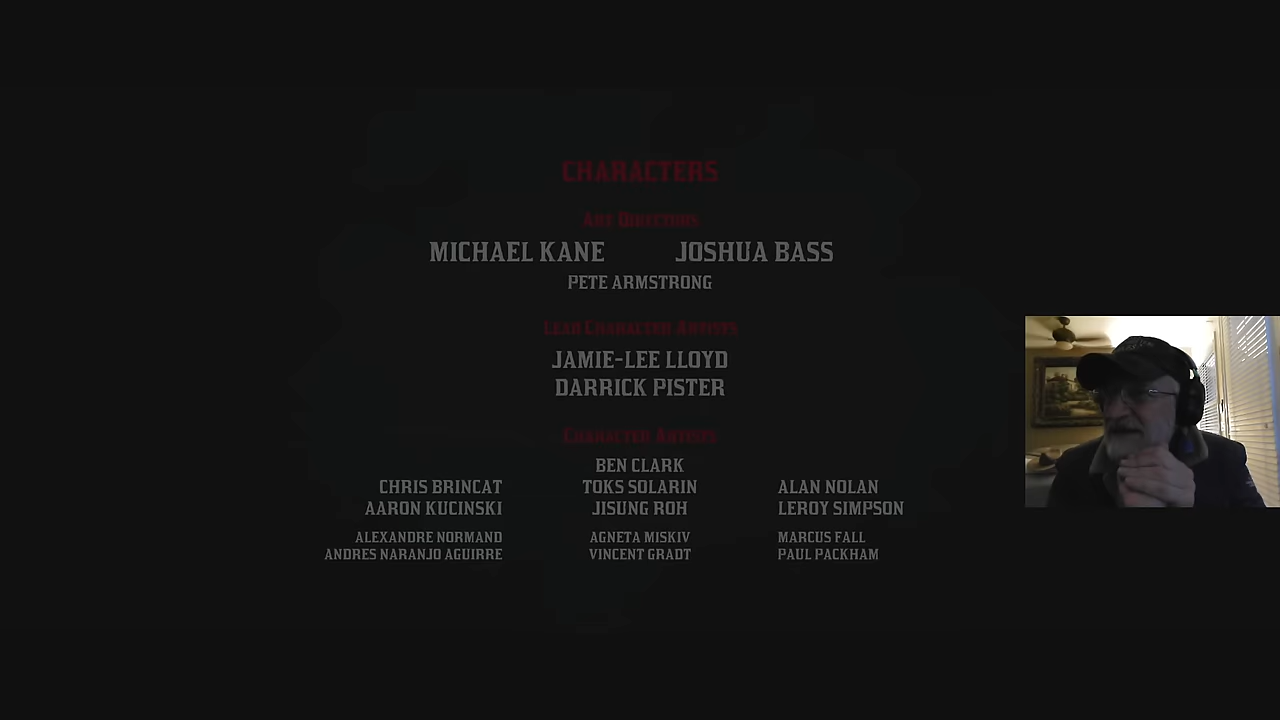 CHARACTERS
ART DIRECTORS
MICHAEL KANE JOSHUA BASS
PETE ARMSTRONG
LEAD CHARACTER ARTISTS
JAMIE-LEE LLOYD
DARRICK PISTER
CHARACTER ARTISTS
BEN CLARK
CHRIS BRINCAT TOKS SOLARIN ALAN NOLAN
AARON KUCINSKI JISUNG ROH LEROY SIMPSON
ALEXANDRE NORMAND AGNETA MISKIV MARCUS FALL
ANDRES NARANJO AGUIRRE VINCENT GRADT PAUL PACKHAM